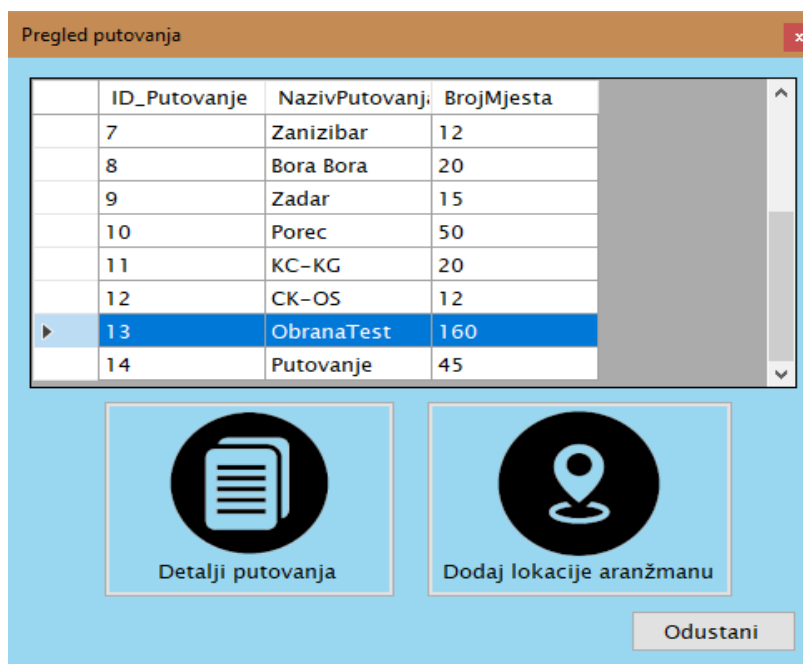 Pregled putovanja
x
ID_Putovanje NazivPutovanj BrojMjesta
7 Zanizibar 12
8 Bora Bora 20
9 Zadar 15
10 Porec 50
11 KC-KG 20
12 CK-OS 12
13 ObranaTest 160
14 Putovanje 45
Detalji putovanja Dodaj lokacije aranžmanu
Odustani